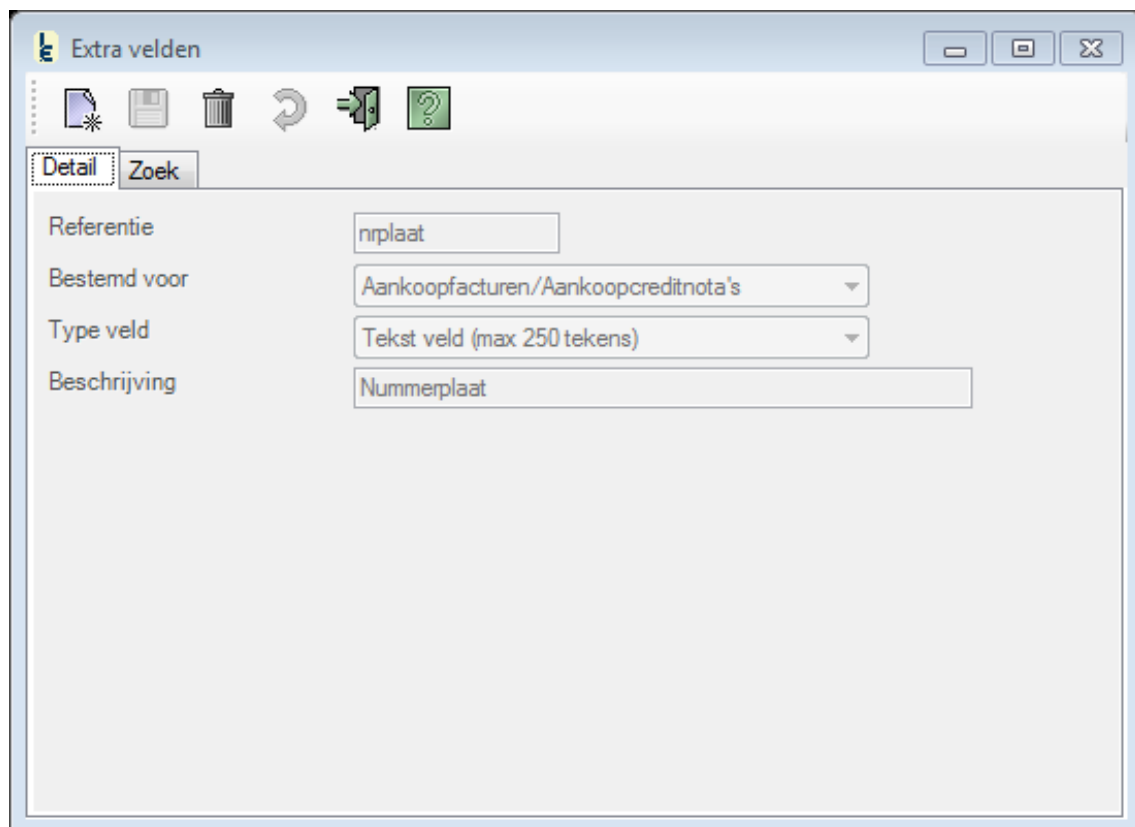 Extra velden
Detail Zoek
Referentie nrplaat
Bestemd voor Aankoopfacturen/Aankoopcreditnota's
Type veld Tekst veld (max 250 tekens)
Beschrijving Nummerplaat